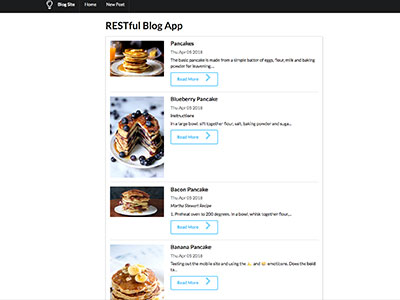 Blog Site Home New Post
RESTful Blog App
Pancakes
Thu Apr 05 2018
The basic pancake is made from a simple batter of eggs, flour, milk and baking
powder for leavening....
Read More
Blueberry Pancake
Thu Apr 05 2018
Instructions
In a large bowl, sift together flour, salt, baking powder and suga...
Read More
Bacon Pancake
Thu Apr 05 2018
Martha Stewart Recipe
1. Preheat oven to 200 degrees. In a bowl, whisk together flour,...
Read More
Banana Pancake
Thu Apr 05 2018
Testing out the mobile site and using the 🍌 and 😄 emoticons. Does the bold
ta...